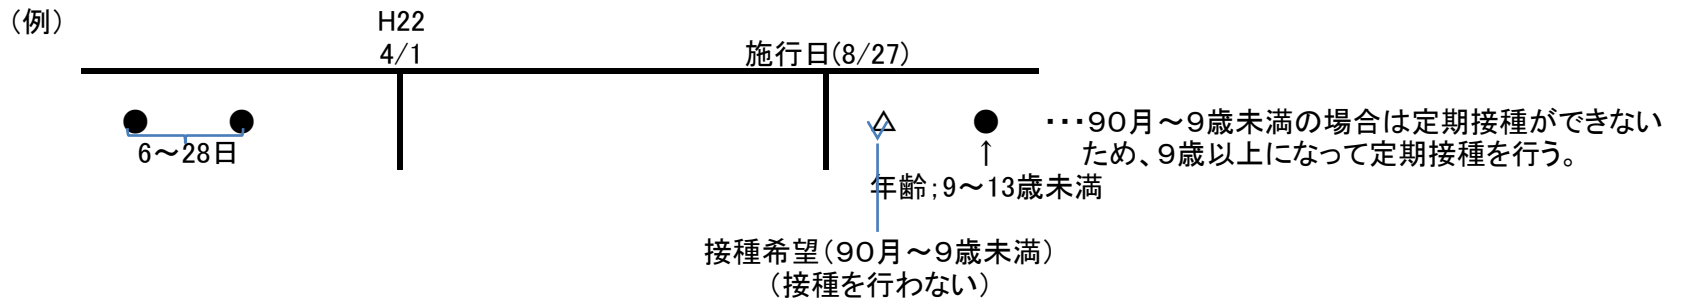 （例）
H22
4/1
施行日(8/27)
・・・９０月～９歳未満の場合は定期接種ができない
ため、９歳以上になって定期接種を行う。
6～28日
↑
年齢；9～13歳未満
接種希望（９０月～９歳未満）
（接種を行わない）